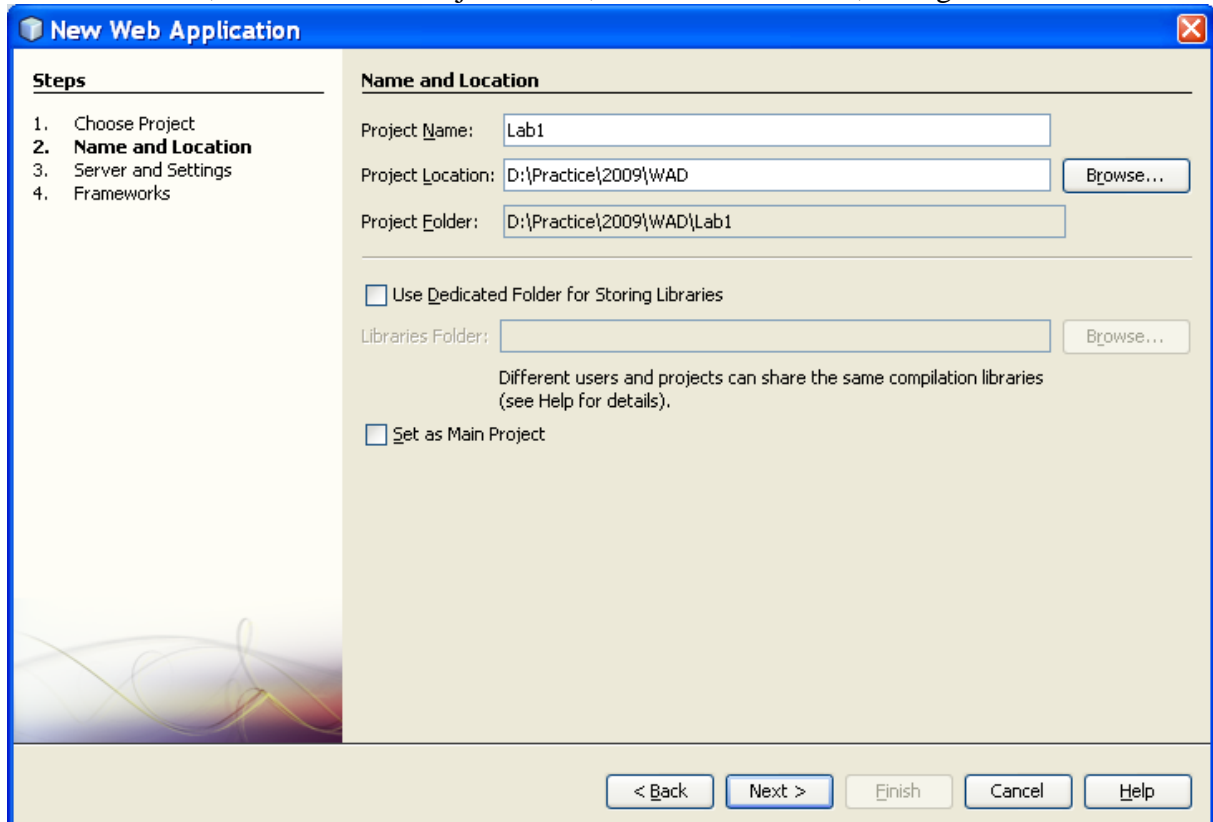 New Web Application
Steps
1. Choose Project
2. Name and Location
3. Server and Settings
4. Frameworks
Name and Location
Project Name: Lab1
Project Location: D:\Practice\2009\WAD Browse...
Project Folder: D:\Practice\2009\WAD\Lab1
Use Dedicated Folder for Storing Libraries
Libraries Folder: Browse...
Different users and projects can share the same compilation libraries
(see Help for details).
Set as Main Project
< Back Next > Finish Cancel Help